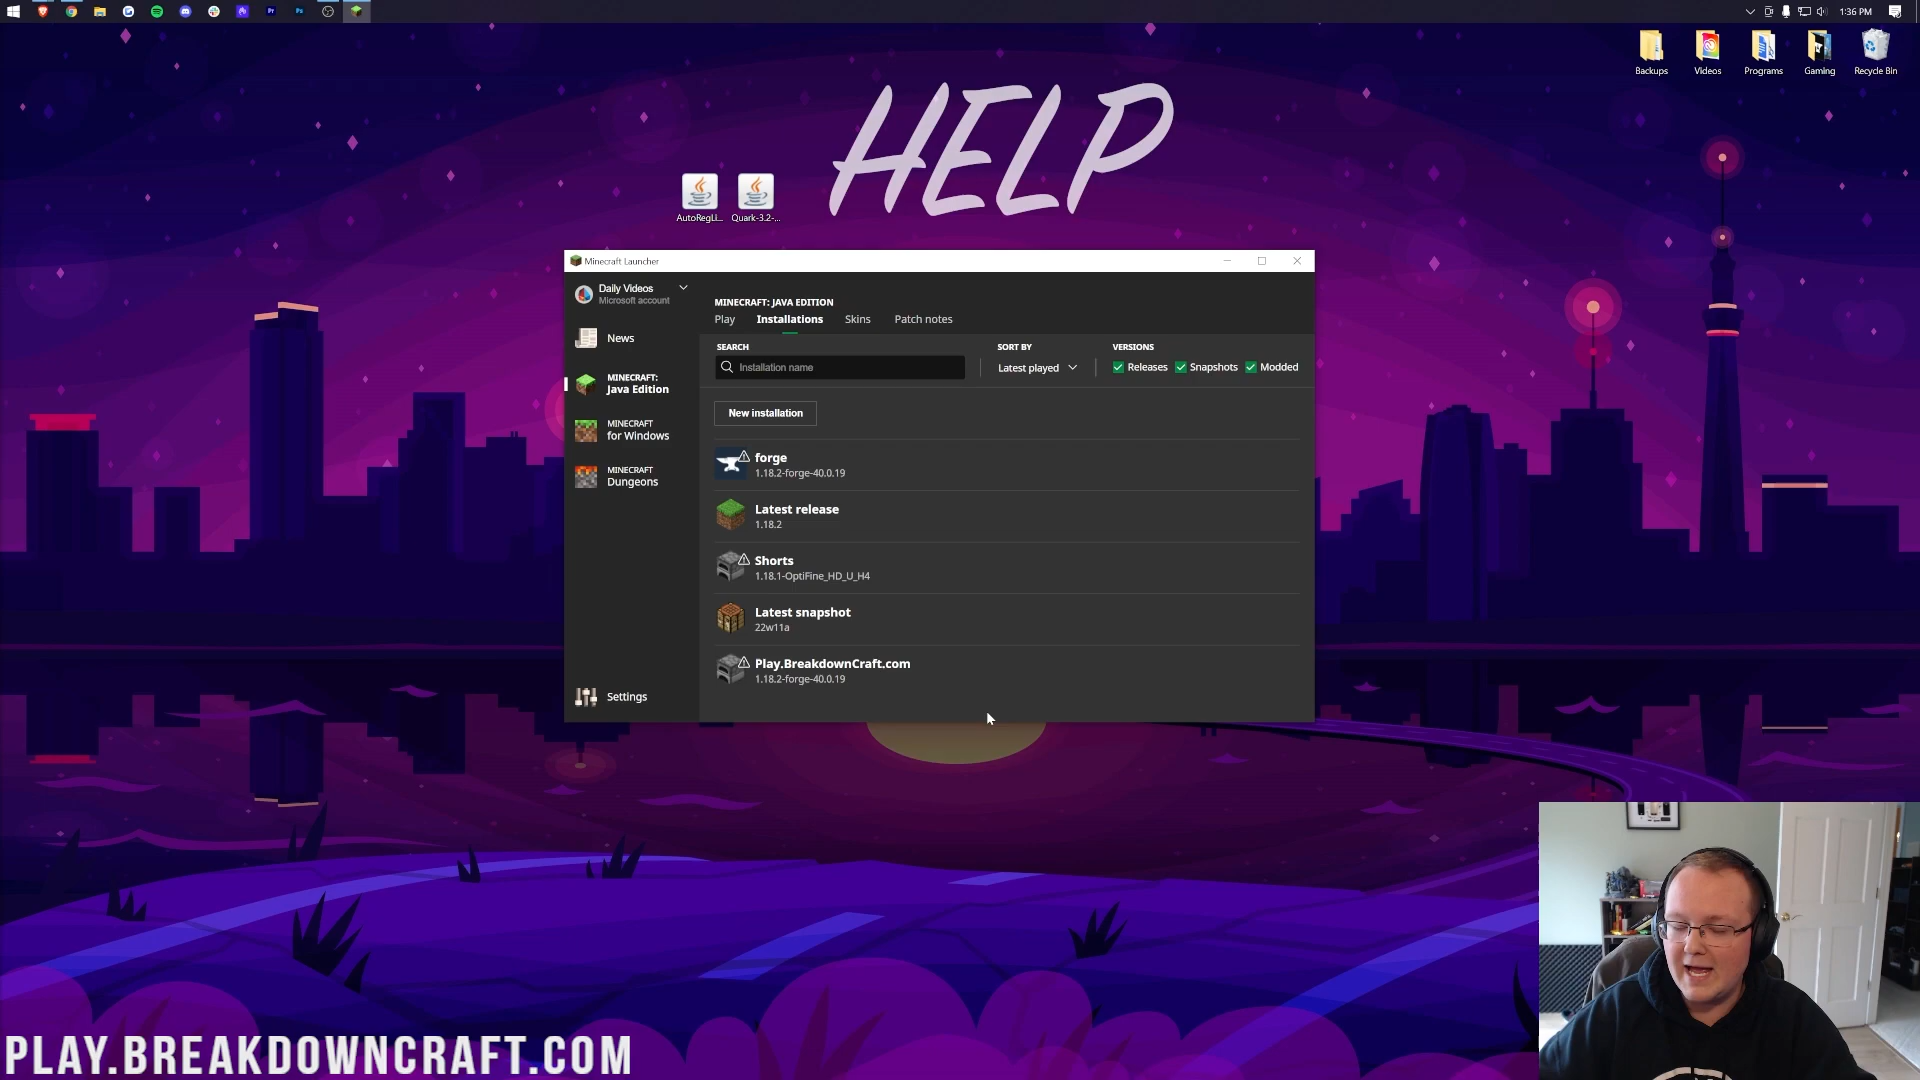 1:36 PM
Backups
Videos
Programs
Gaming
Recycle Bin
HELP
AutoRegLi...
Quark-3.2-...
Minecraft Launcher
Daily Videos
Microsoft account
News
MINECRAFT:
Java Edition
MINECRAFT
for Windows
MINECRAFT
Dungeons
Settings
MINECRAFT: JAVA EDITION
Play
Installations
Skins
Patch notes
SEARCH
Installation name
SORT BY
Latest played
VERSIONS
Releases
Snapshots
Modded
New installation
forge
1.18.2-forge-40.0.19
Latest release
1.18.2
Shorts
1.18.1-OptiFine_HD_U_H4
Latest snapshot
22w11a
Play.BreakdownCraft.com
1.18.2-forge-40.0.19
PLAY.BREAKDOWNCRAFT.COM